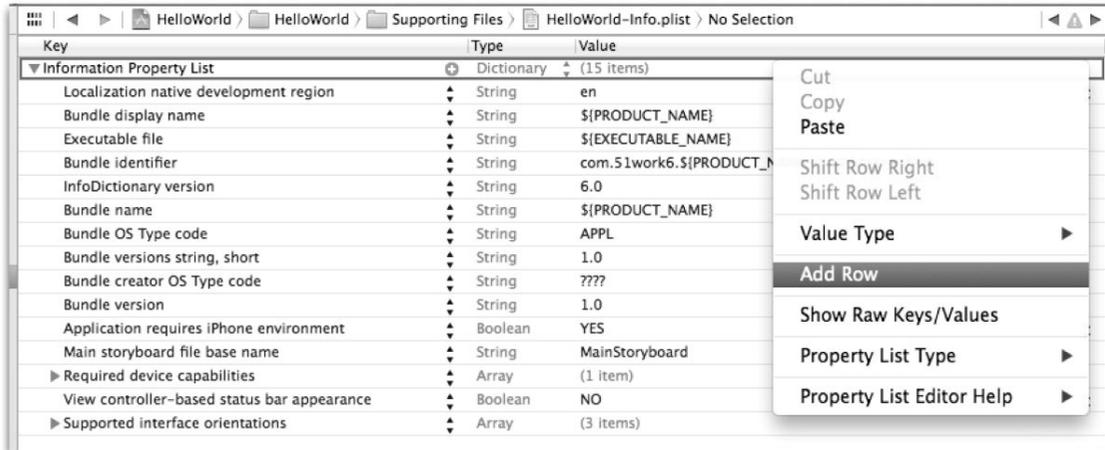 HelloWorld HelloWorld Supporting Files HelloWorld-Info.plist No Selection
Key Type Value
Information Property List Dictionary (15 items)
Localization native development region String en
Bundle display name String ${PRODUCT_NAME}
Executable file String ${EXECUTABLE_NAME}
Bundle identifier String com.51work6.${PRODUCT_N
InfoDictionary version String 6.0
Bundle name String ${PRODUCT_NAME}
Bundle OS Type code String APPL
Bundle versions string, short String 1.0
Bundle creator OS Type code String ????
Bundle version String 1.0
Application requires iPhone environment Boolean YES
Main storyboard file base name String MainStoryboard
Required device capabilities Array (1 item)
View controller-based status bar appearance Boolean NO
Supported interface orientations Array (3 items)
Cut
Copy
Paste
Shift Row Right
Shift Row Left
Value Type
Add Row
Show Raw Keys/Values
Property List Type
Property List Editor Help